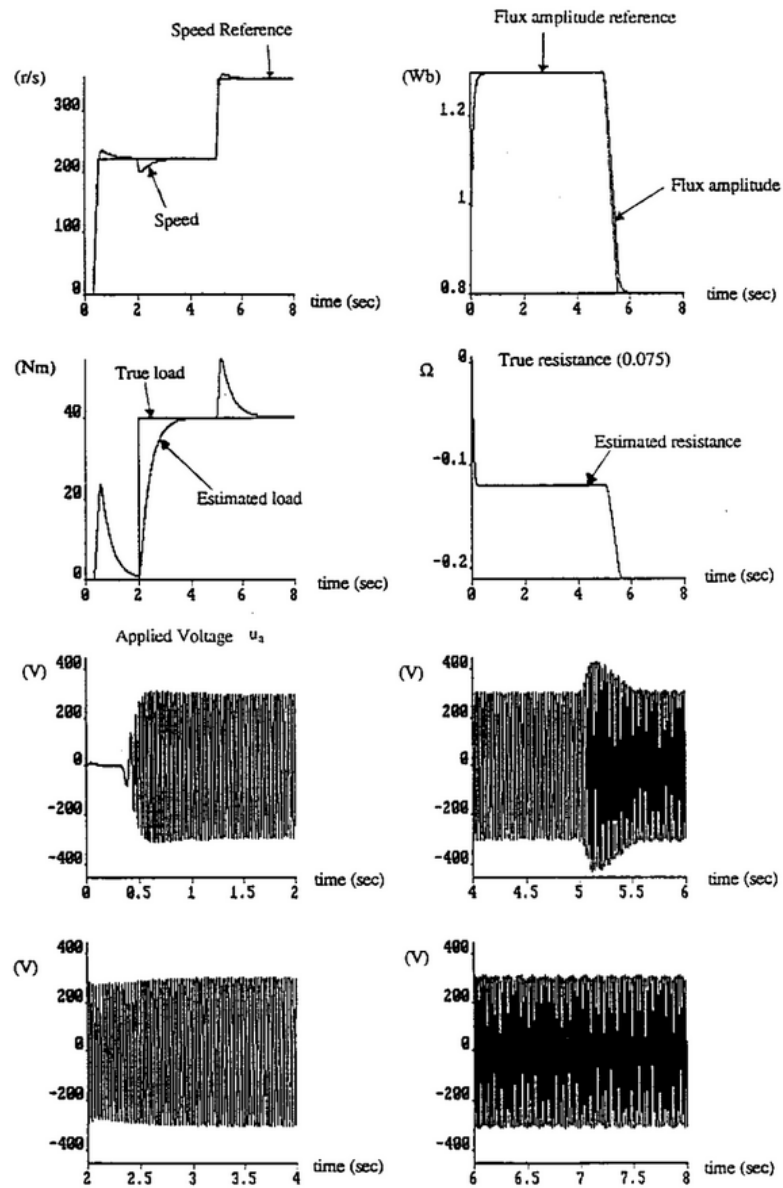 Speed Reference
(r/s)
300
200
100
0
Speed
0 2 4 6 8
time (sec)
Flux amplitude reference
(Wb)
1.2
1
0.8
Flux amplitude
0 2 4 6 8
time (sec)
(Nm)
True load
40
20
0
Estimated load
0 2 4 6 8
time (sec)
Ω
0
True resistance (0.075)
Estimated resistance
-0.1
-0.2
0 2 4 6 8
time (sec)
Applied Voltage uₐ
(V)
400
200
0
-200
-400
0 0.5 1 1.5 2
time (sec)
(V)
400
200
0
-200
-400
4 4.5 5 5.5 6
time (sec)
(V)
400
200
0
-200
-400
2 2.5 3 3.5 4
time (sec)
(V)
400
200
0
-200
-400
6 6.5 7 7.5 8
time (sec)